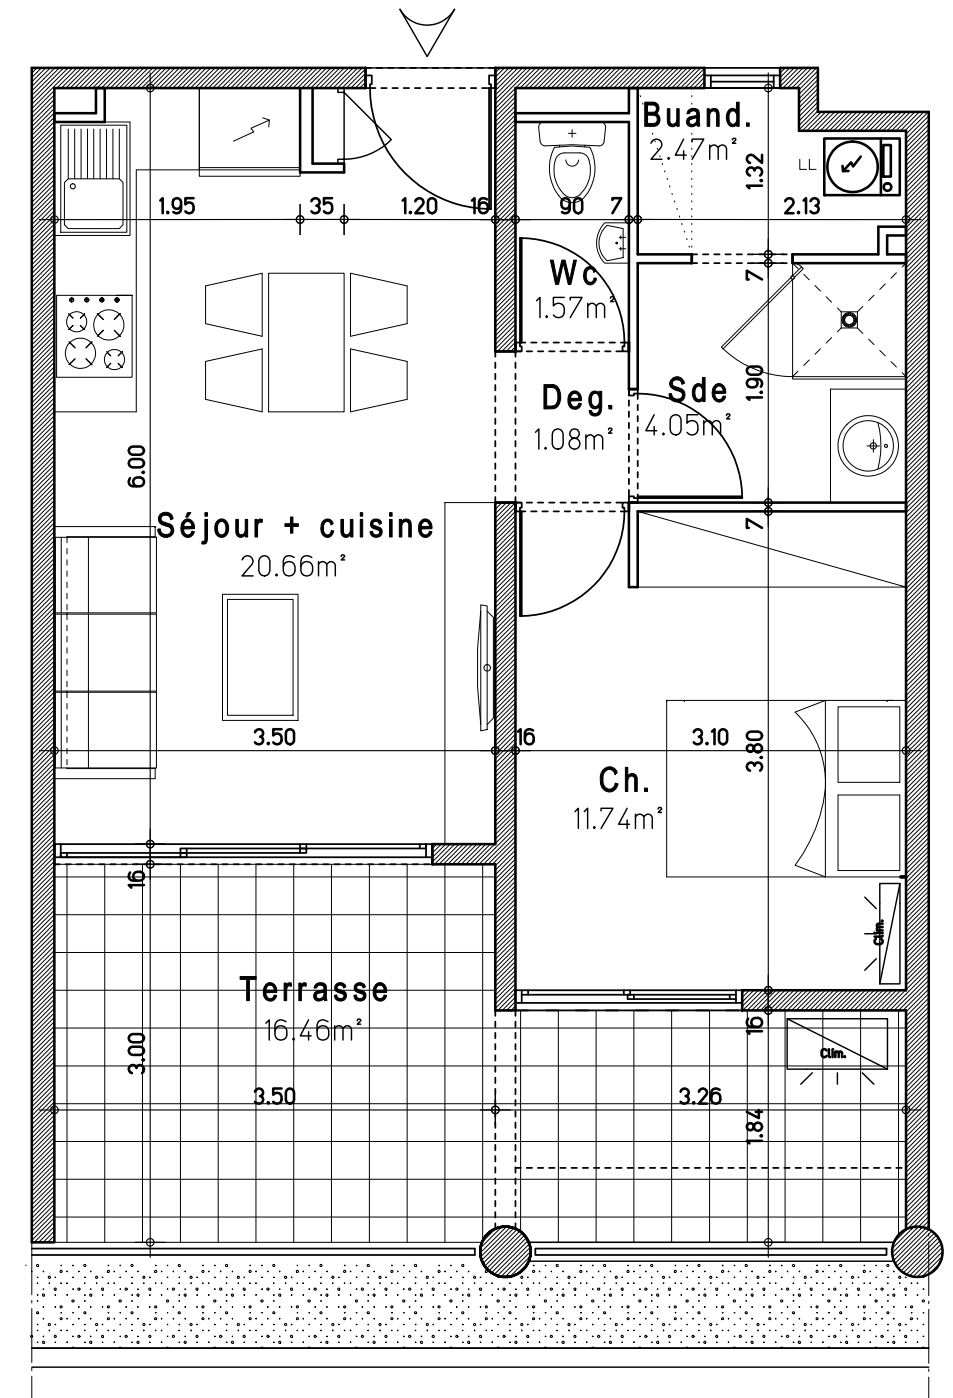 Buand.
2.47m²
1.32
LL
1.95
35
1.20
16
90
7
2.13
Wc
1.57m²
7
Deg.
1.08m²
Sde
4.05m²
1.90
6.00
Séjour + cuisine
20.66m²
7
3.50
16
3.10
3.80
Ch.
11.74m²
16
Clim.
Terrasse
16.46m²
16
Clim.
3.00
3.50
3.26
1.84